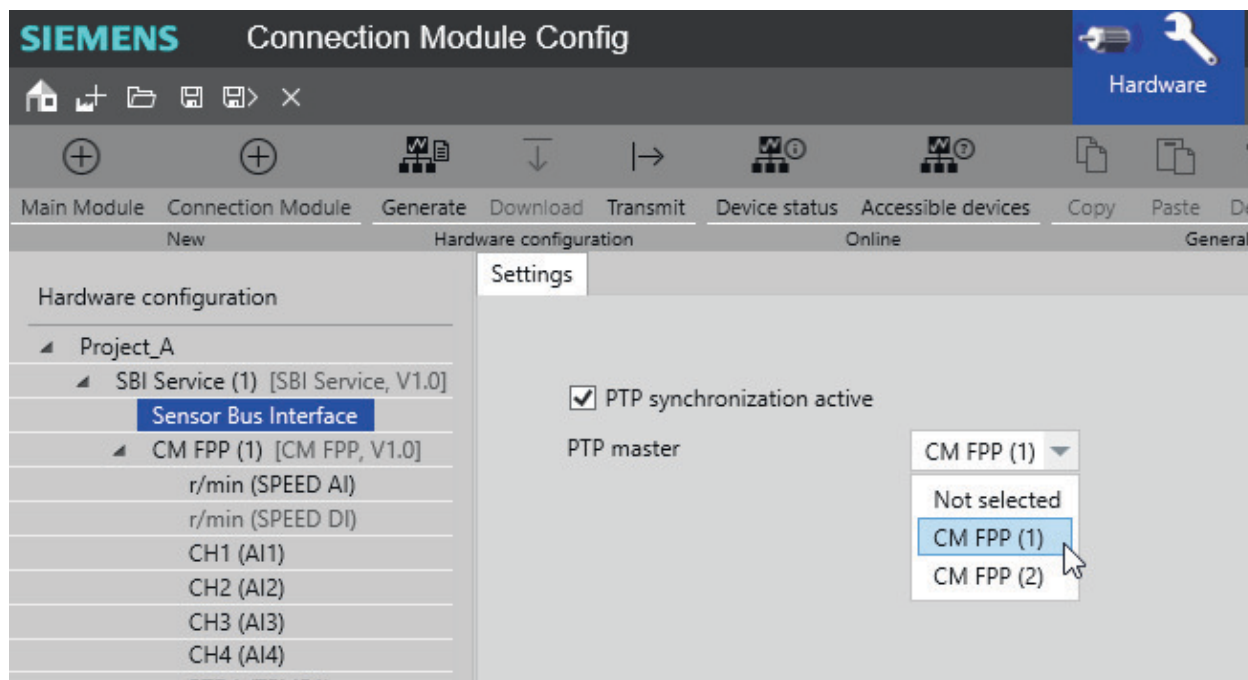 SIEMENS Connection Module Config
Hardware
Main Module Connection Module Generate Download Transmit Device status Accessible devices Copy Paste
New Hardware configuration Online General
Settings
Hardware configuration
Project_A
SBI Service (1) [SBI Service, V1.0]
PTP synchronization active
Sensor Bus Interface
PTP master CM FPP (1)
CM FPP (1) [CM FPP, V1.0]
r/min (SPEED AI)
Not selected
r/min (SPEED DI)
CM FPP (1)
CH1 (AI1)
CM FPP (2)
CH2 (AI2)
CH3 (AI3)
CH4 (AI4)